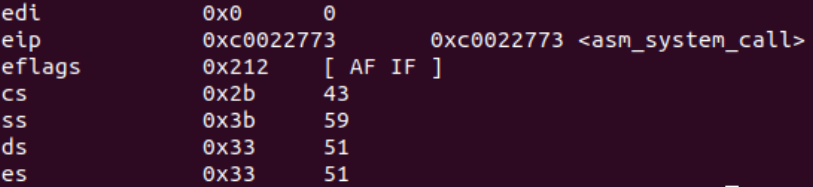 edi 0x0 0
eip 0xc0022773 0xc0022773 <asm_system_call>
eflags 0x212 [ AF IF ]
cs 0x2b 43
ss 0x3b 59
ds 0x33 51
es 0x33 51